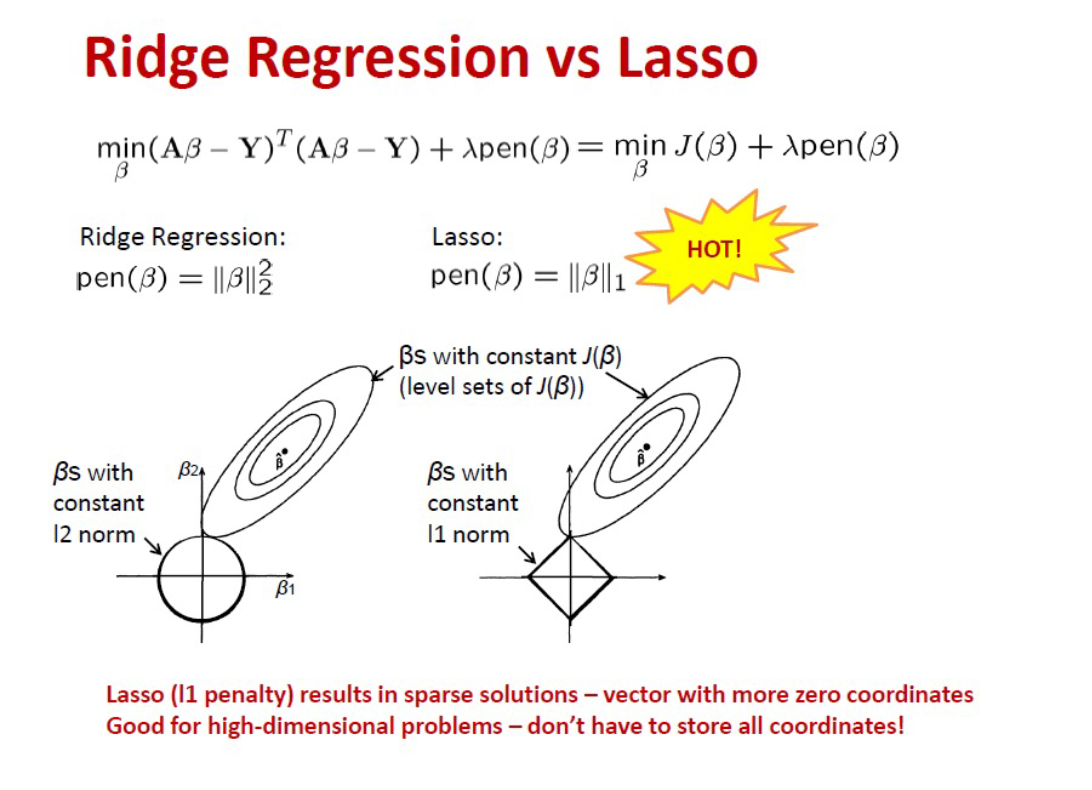 Ridge Regression vs Lasso
min_β (Aβ – Y)^T (Aβ – Y) + λpen(β) = min_β J(β) + λpen(β)
Ridge Regression:
pen(β) = ‖β‖₂²
Lasso:
pen(β) = ‖β‖₁
HOT!
βs with constant J(β)
(level sets of J(β))
βs with
constant
l2 norm
β2
β̂
β1
βs with
constant
l1 norm
β̂
Lasso (l1 penalty) results in sparse solutions – vector with more zero coordinates
Good for high-dimensional problems – don't have to store all coordinates!